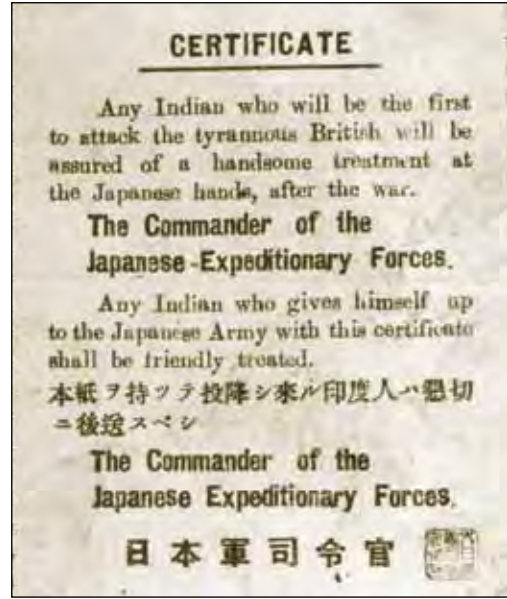 CERTIFICATE
Any Indian who will be the first
to attack the tyrannous British will be
assured of a handsome treatment at
the Japanese hands, after the war.
The Commander of the
Japanese-Expeditionary Forces.
Any Indian who gives himself up
to the Japanese Army with this certificate
shall be friendly treated.
本紙ヲ持ツテ投降シ來ル印度人ハ懇切
ニ後送スベシ
The Commander of the
Japanese Expeditionary Forces.
日本軍司令官